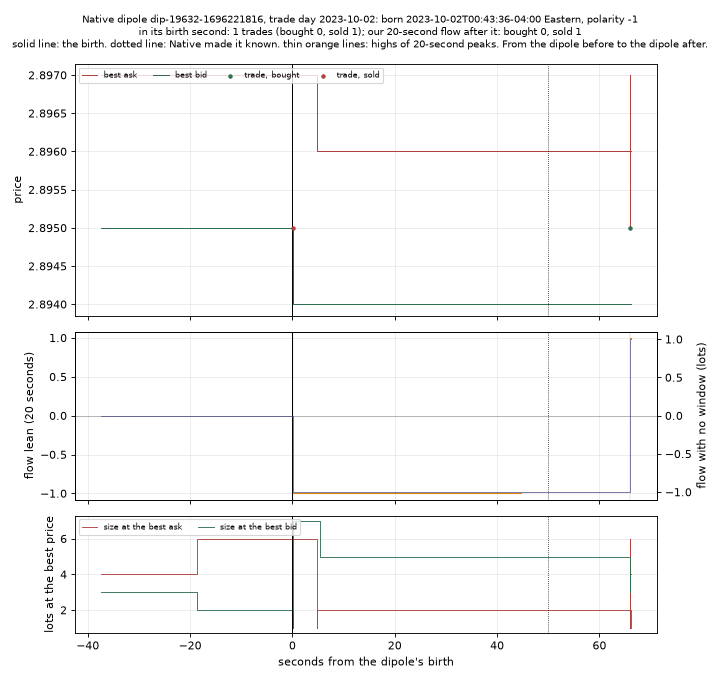 Native dipole dip-19632-1696221816, trade day 2023-10-02: born 2023-10-02T00:43:36-04:00 Eastern, polarity -1
in its birth second: 1 trades (bought 0, sold 1); our 20-second flow after it: bought 0, sold 1
solid line: the birth. dotted line: Native made it known. thin orange lines: highs of 20-second peaks. From the dipole before to the dipole after.
best ask best bid trade, bought trade, sold
2.8970
2.8965
2.8960
2.8955
2.8950
2.8945
2.8940
price
1.0
0.5
0.0
−0.5
−1.0
flow lean (20 seconds)
1.0
0.5
0.0
−0.5
−1.0
flow with no window (lots)
size at the best ask size at the best bid
6
4
2
lots at the best price
−40 −20 0 20 40 60
seconds from the dipole's birth